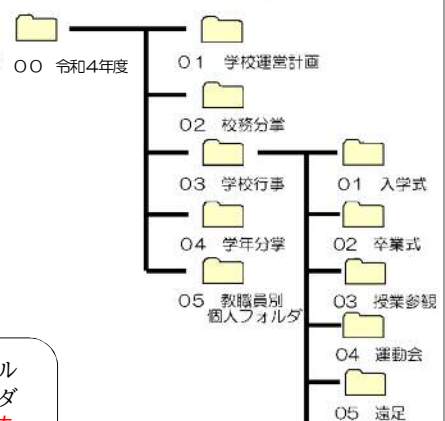 00 令和4年度
01 学校運営計画
02 校務分掌
03 学校行事
04 学年分掌
05 教職員別
個人フォルダ
01 入学式
02 卒業式
03 授業参観
04 運動会
05 遠足
ル
ダ